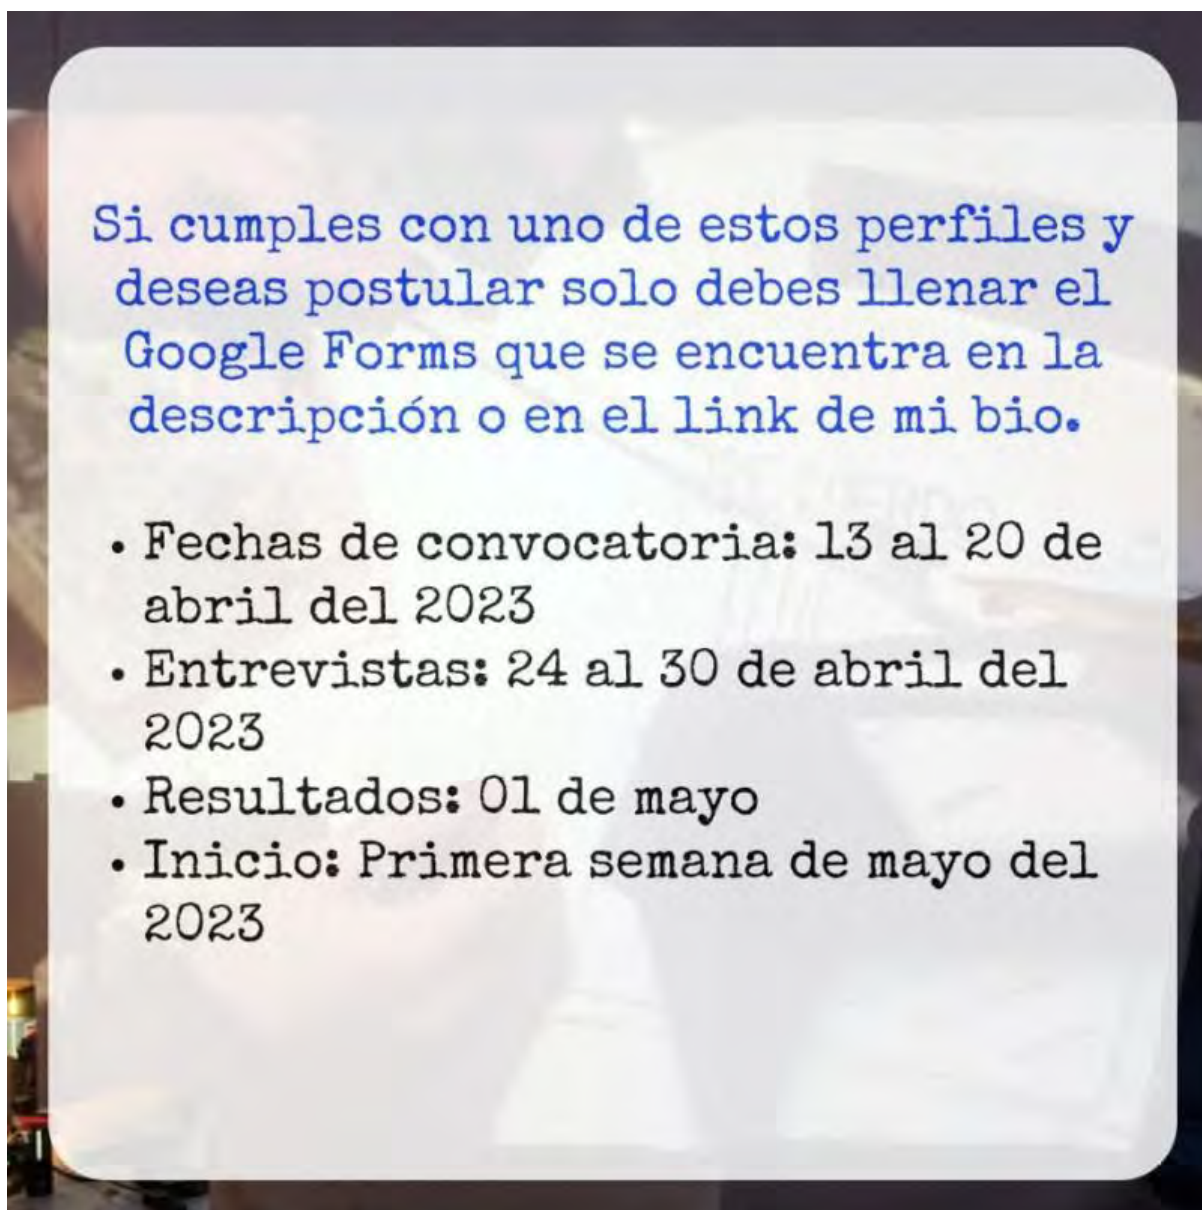 Si cumples con uno de estos perfiles y
deseas postular solo debes llenar el
Google Forms que se encuentra en la
descripción o en el link de mi bio.
• Fechas de convocatoria: 13 al 20 de
abril del 2023
• Entrevistas: 24 al 30 de abril del
2023
• Resultados: 01 de mayo
• Inicio: Primera semana de mayo del
2023